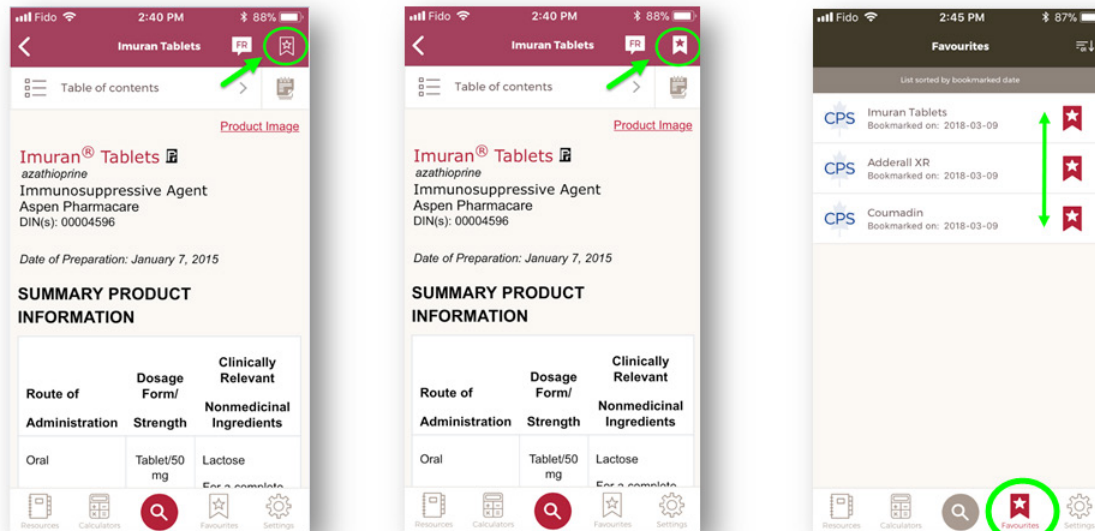 Fido 2:40 PM 88%
Imuran Tablets FR
Table of contents
Product Image
Imuran® Tablets Pr
azathioprine
Immunosuppressive Agent
Aspen Pharmacare
DIN(s): 00004596
Date of Preparation: January 7, 2015
SUMMARY PRODUCT
INFORMATION
Route of Administration
Dosage Form/ Strength
Clinically Relevant Nonmedicinal Ingredients
Oral
Tablet/50 mg
Lactose
For a complete
Resources Calculators Favourites Settings
Fido 2:40 PM 88%
Imuran Tablets FR
Table of contents
Product Image
Imuran® Tablets Pr
azathioprine
Immunosuppressive Agent
Aspen Pharmacare
DIN(s): 00004596
Date of Preparation: January 7, 2015
SUMMARY PRODUCT
INFORMATION
Route of Administration
Dosage Form/ Strength
Clinically Relevant Nonmedicinal Ingredients
Oral
Tablet/50 mg
Lactose
For a complete
Resources Calculators Favourites Settings
Fido 2:45 PM 87%
Favourites
List sorted by bookmarked date
CPS Imuran Tablets
Bookmarked on: 2018-03-09
CPS Adderall XR
Bookmarked on: 2018-03-09
CPS Coumadin
Bookmarked on: 2018-03-09
Resources Calculators Favourites Settings